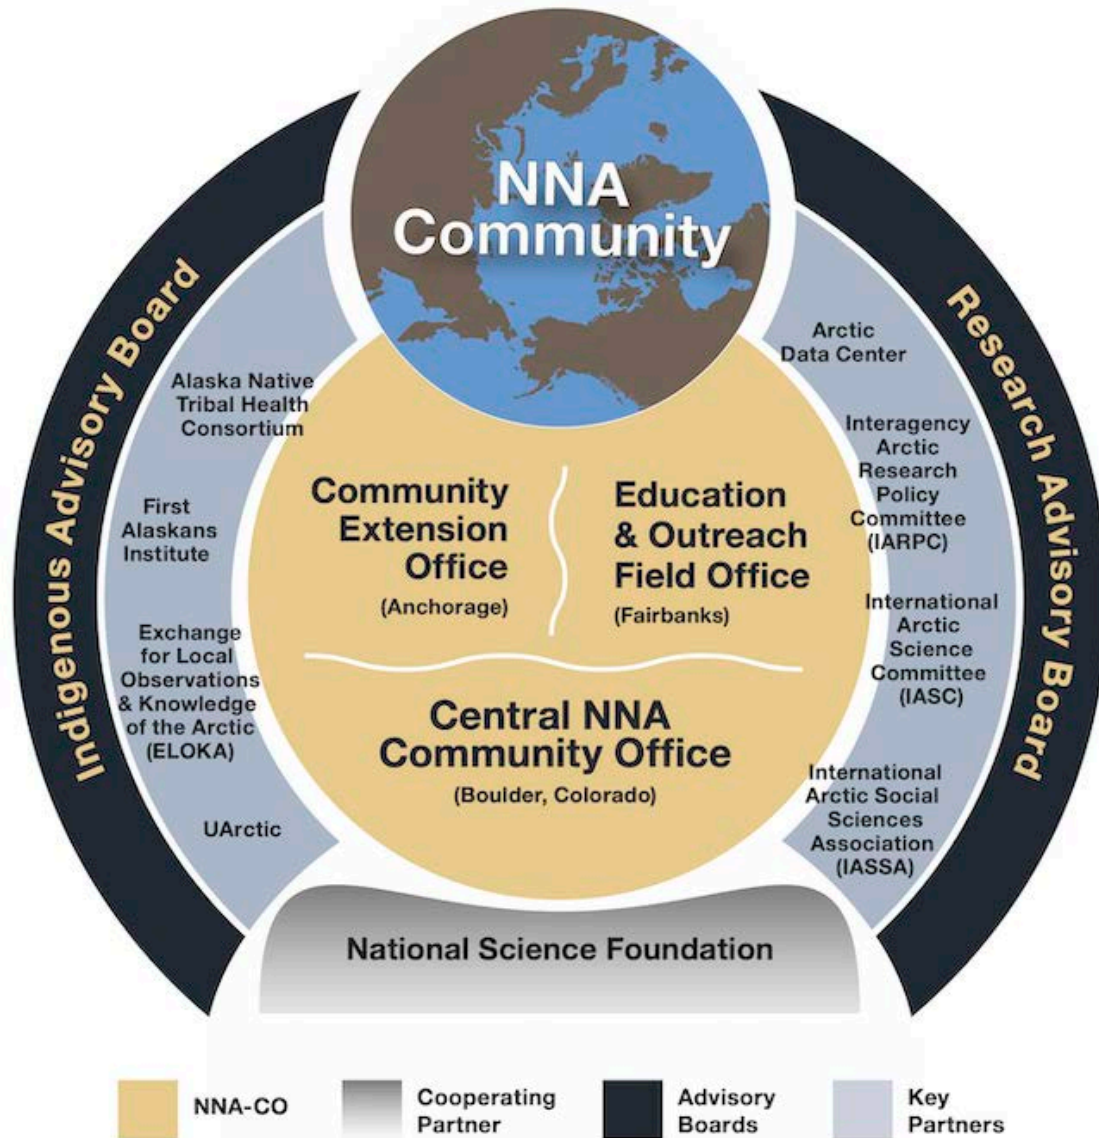 NNA
Community
Indigenous Advisory Board
Research Advisory Board
Alaska Native
Tribal Health
Consortium
First
Alaskans
Institute
Exchange
for Local
Observations
& Knowledge
of the Arctic
(ELOKA)
UArctic
Community
Extension
Office
(Anchorage)
Education
& Outreach
Field Office
(Fairbanks)
Central NNA
Community Office
(Boulder, Colorado)
Arctic
Data Center
Interagency
Arctic
Research
Policy
Committee
(IARPC)
International
Arctic
Science
Committee
(IASC)
International
Arctic Social
Sciences
Association
(IASSA)
National Science Foundation
NNA-CO
Cooperating
Partner
Advisory
Boards
Key
Partners